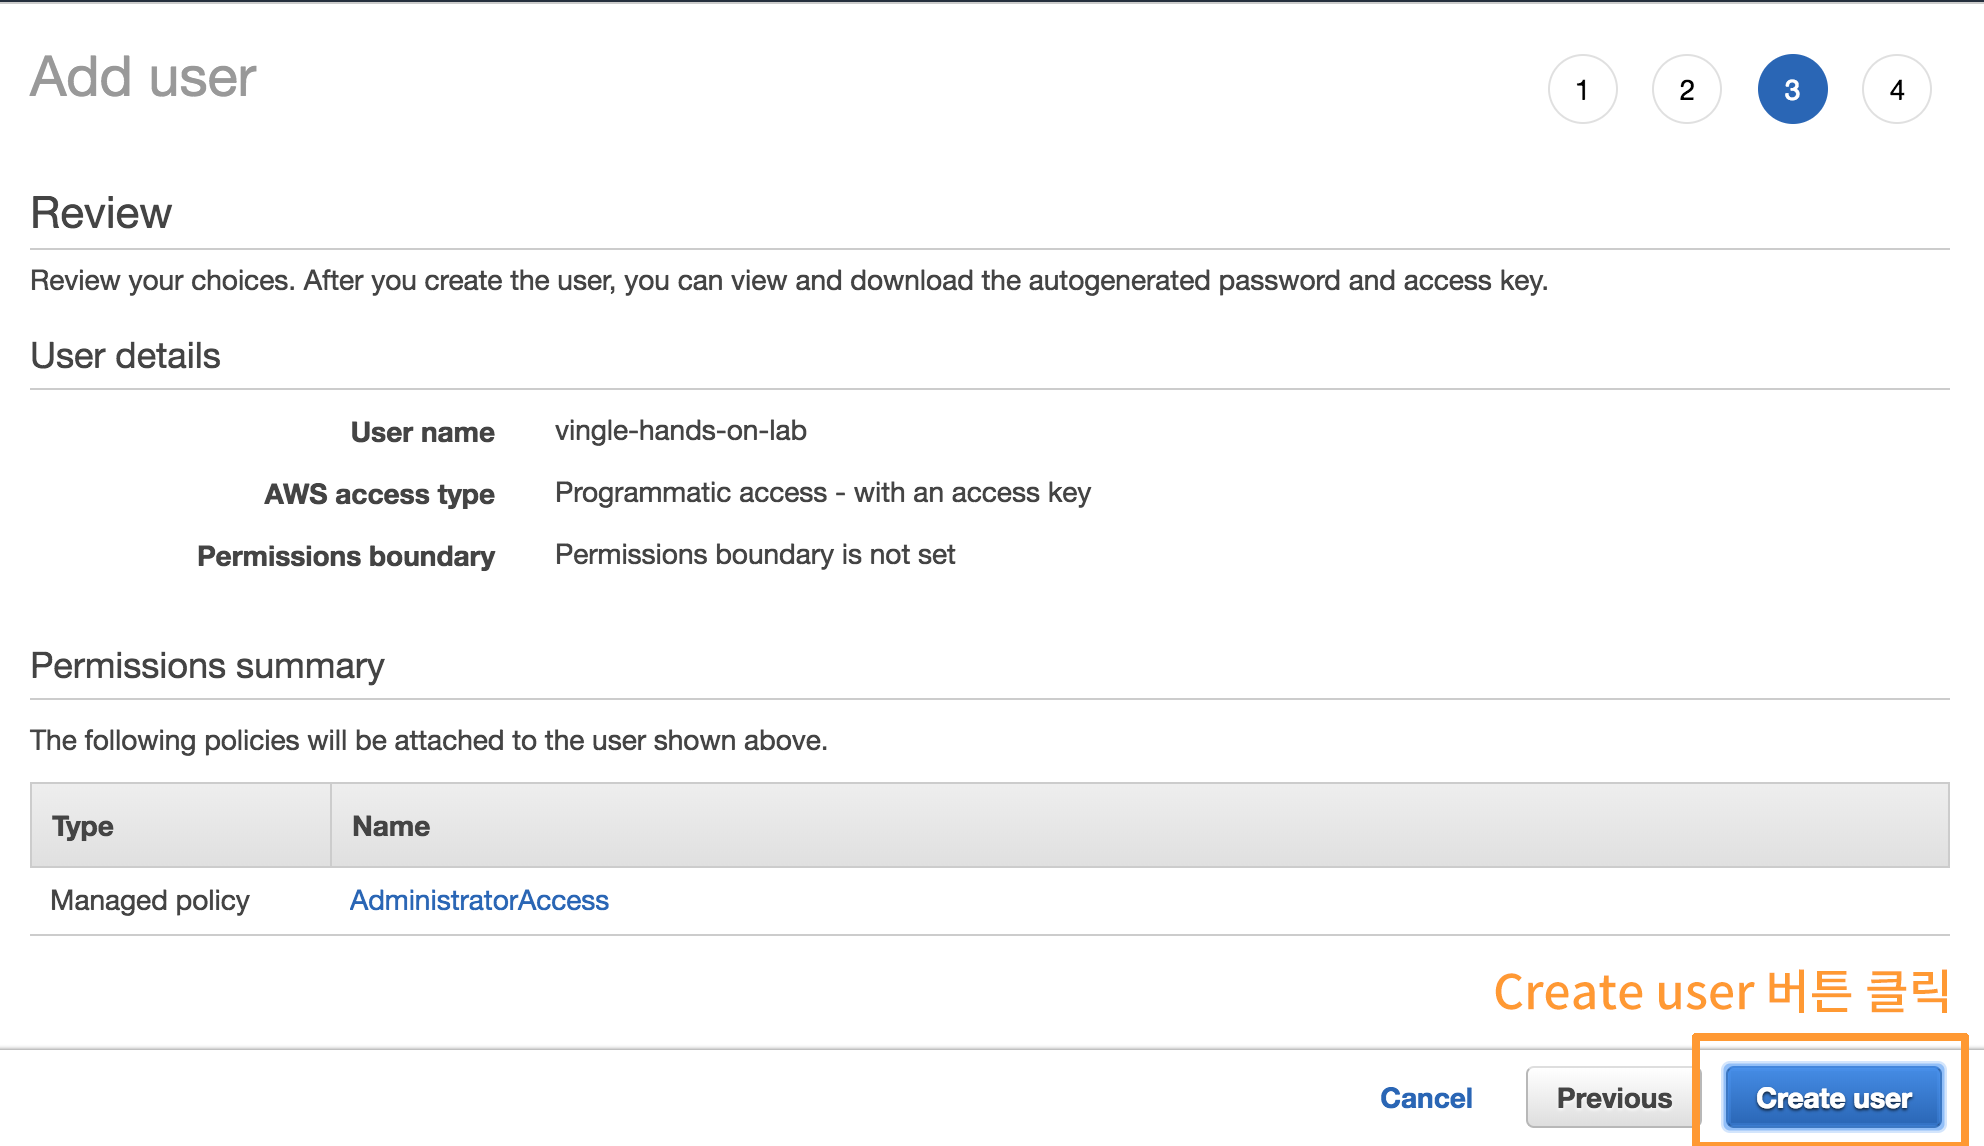 Add user
1 2 3 4
Review
Review your choices. After you create the user, you can view and download the autogenerated password and access key.
User details
User name vingle-hands-on-lab
AWS access type Programmatic access - with an access key
Permissions boundary Permissions boundary is not set
Permissions summary
The following policies will be attached to the user shown above.
Type Name
Managed policy AdministratorAccess
Create user 버튼 클릭
Cancel Previous Create user